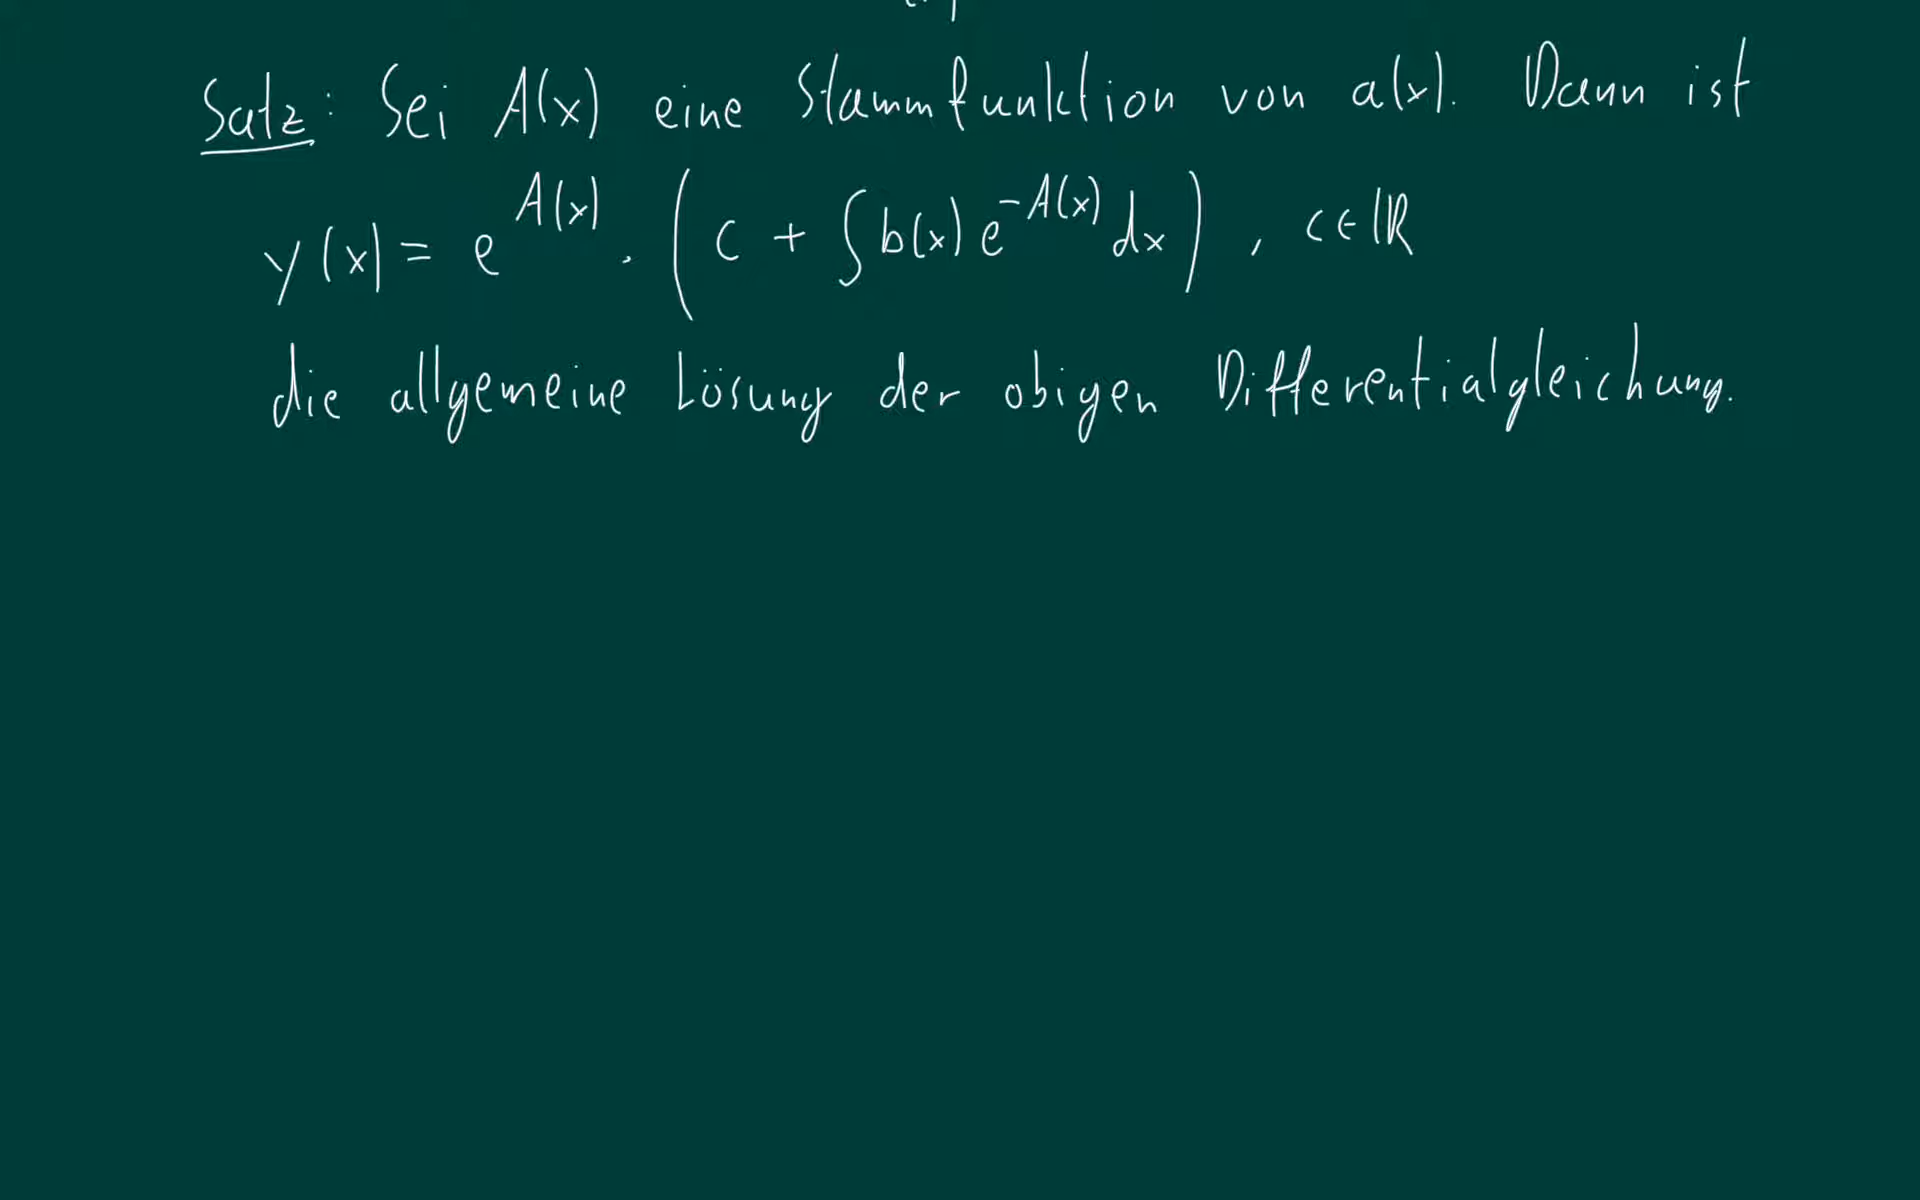 Satz: Sei A(x) eine Stammfunktion von a(x). Dann ist
y(x) = e^{A(x)} · (c + ∫ b(x) e^{-A(x)} dx) , c ∈ ℝ
die allgemeine Lösung der obigen Differentialgleichung.